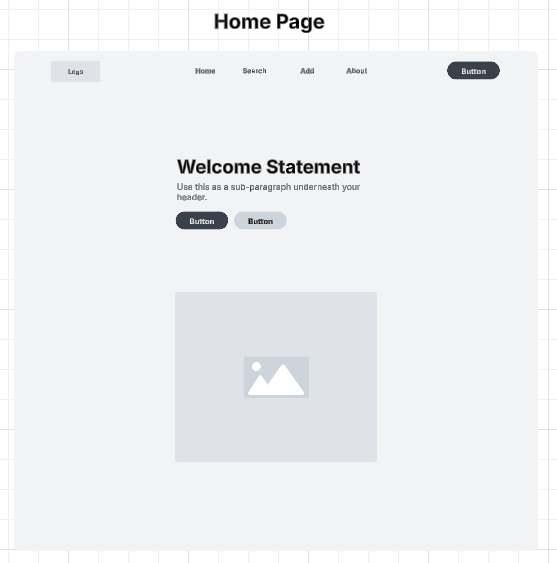 Home Page
Logo
Home Search Add About
Button
Welcome Statement
Use this as a sub-paragraph underneath your
header.
Button Button